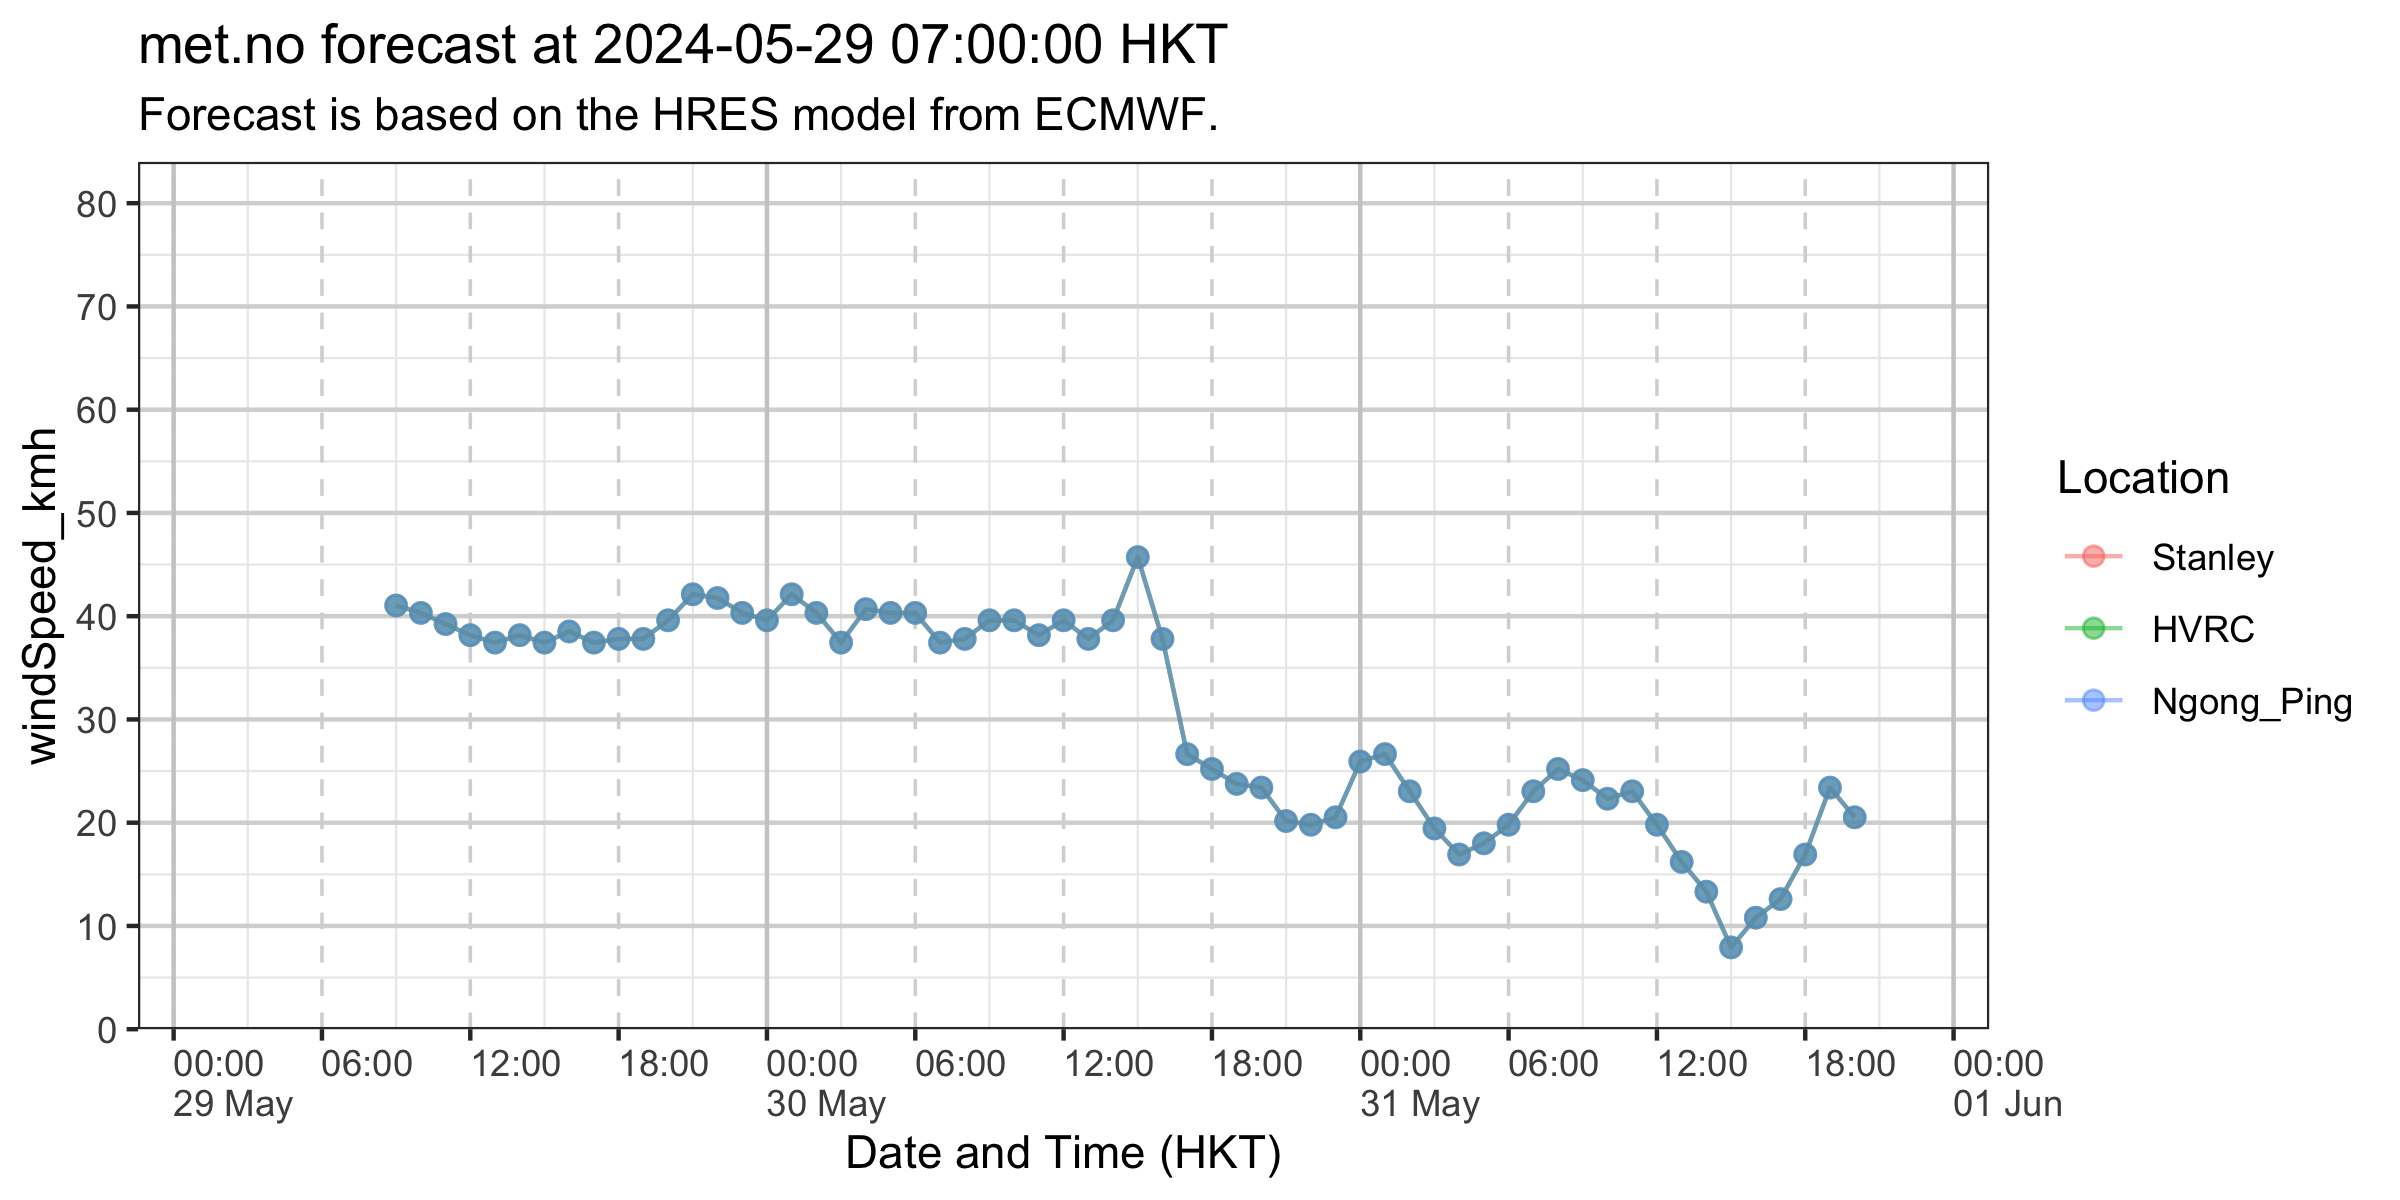 met.no forecast at 2024-05-29 07:00:00 HKT
Forecast is based on the HRES model from ECMWF.
windSpeed_kmh
80
70
60
50
40
30
20
10
0
00:00 06:00 12:00 18:00 00:00 06:00 12:00 18:00 00:00 06:00 12:00 18:00 00:00
29 May 30 May 31 May 01 Jun
Date and Time (HKT)
Location
Stanley
HVRC
Ngong_Ping